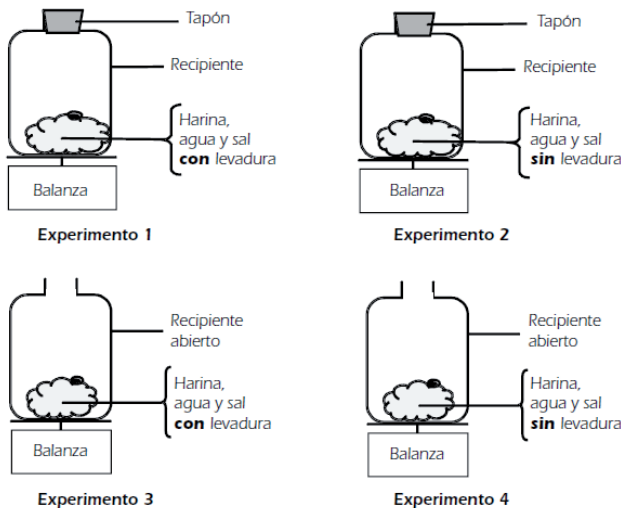 Tapón
Recipiente
Harina,
agua y sal
con levadura
Balanza
Experimento 1
Tapón
Recipiente
Harina,
agua y sal
sin levadura
Balanza
Experimento 2
Recipiente
abierto
Harina,
agua y sal
con levadura
Balanza
Experimento 3
Recipiente
abierto
Harina,
agua y sal
sin levadura
Balanza
Experimento 4